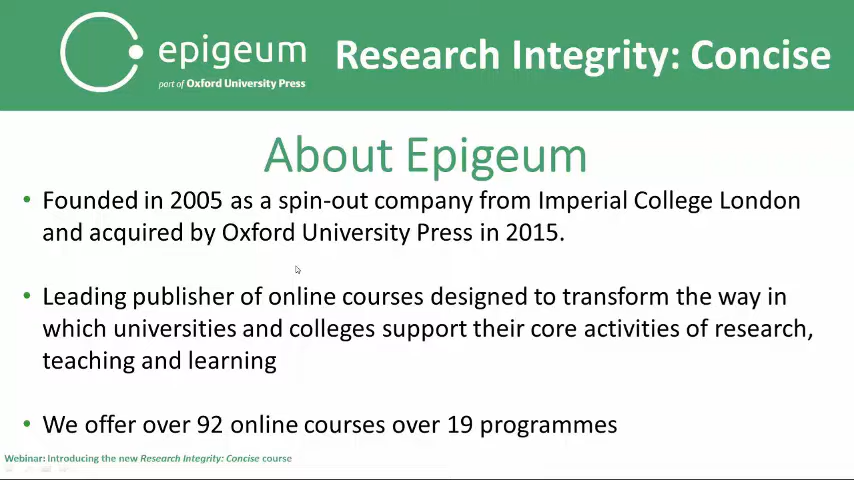 epigeum
part of Oxford University Press
Research Integrity: Concise
About Epigeum
• Founded in 2005 as a spin-out company from Imperial College London
and acquired by Oxford University Press in 2015.
• Leading publisher of online courses designed to transform the way in
which universities and colleges support their core activities of research,
teaching and learning
• We offer over 92 online courses over 19 programmes
Webinar: Introducing the new Research Integrity: Concise course